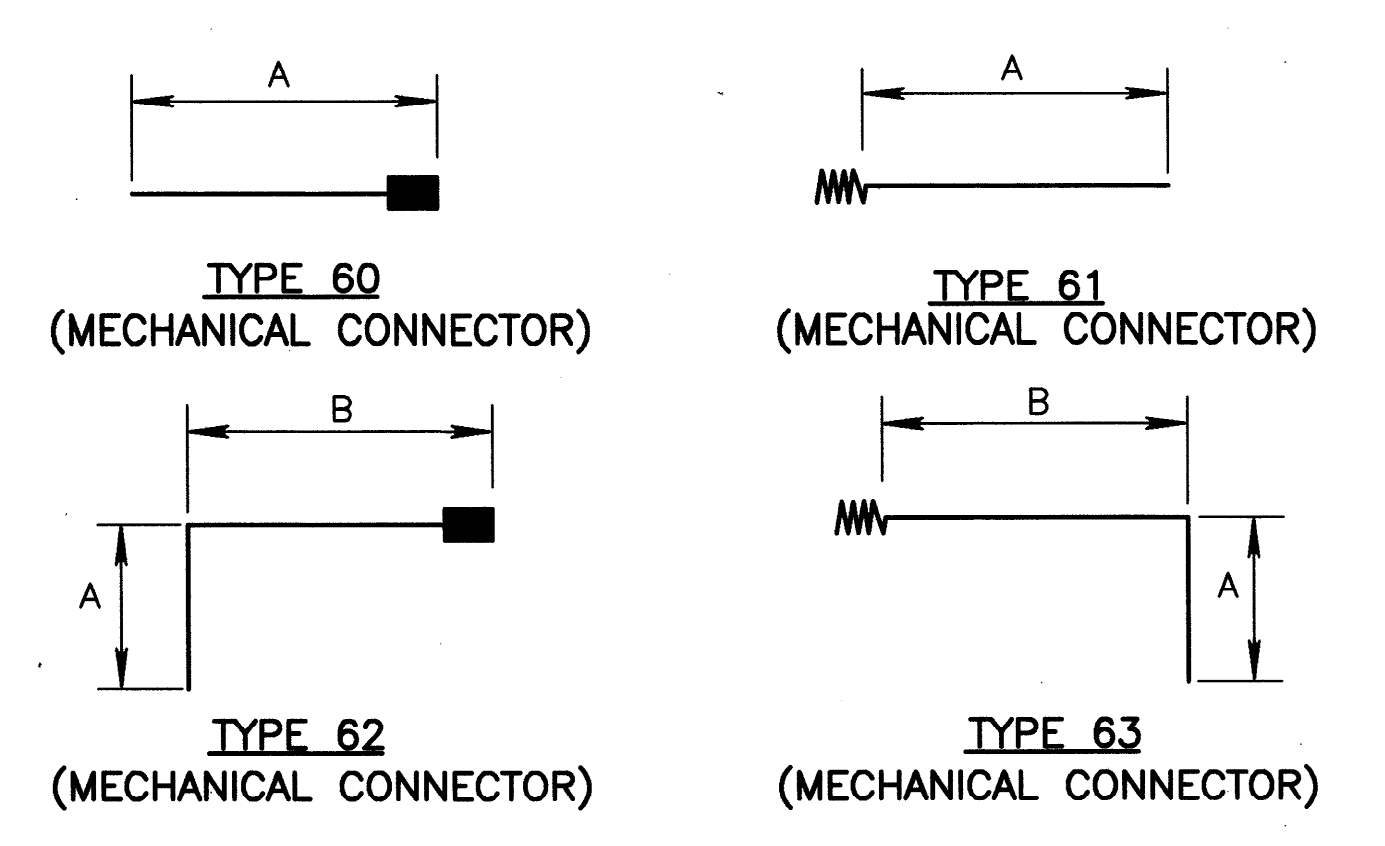 A
A
TYPE 60
TYPE 61
(MECHANICAL CONNECTOR)
(MECHANICAL CONNECTOR)
B
B
A
A
TYPE 62
TYPE 63
(MECHANICAL CONNECTOR)
(MECHANICAL CONNECTOR)